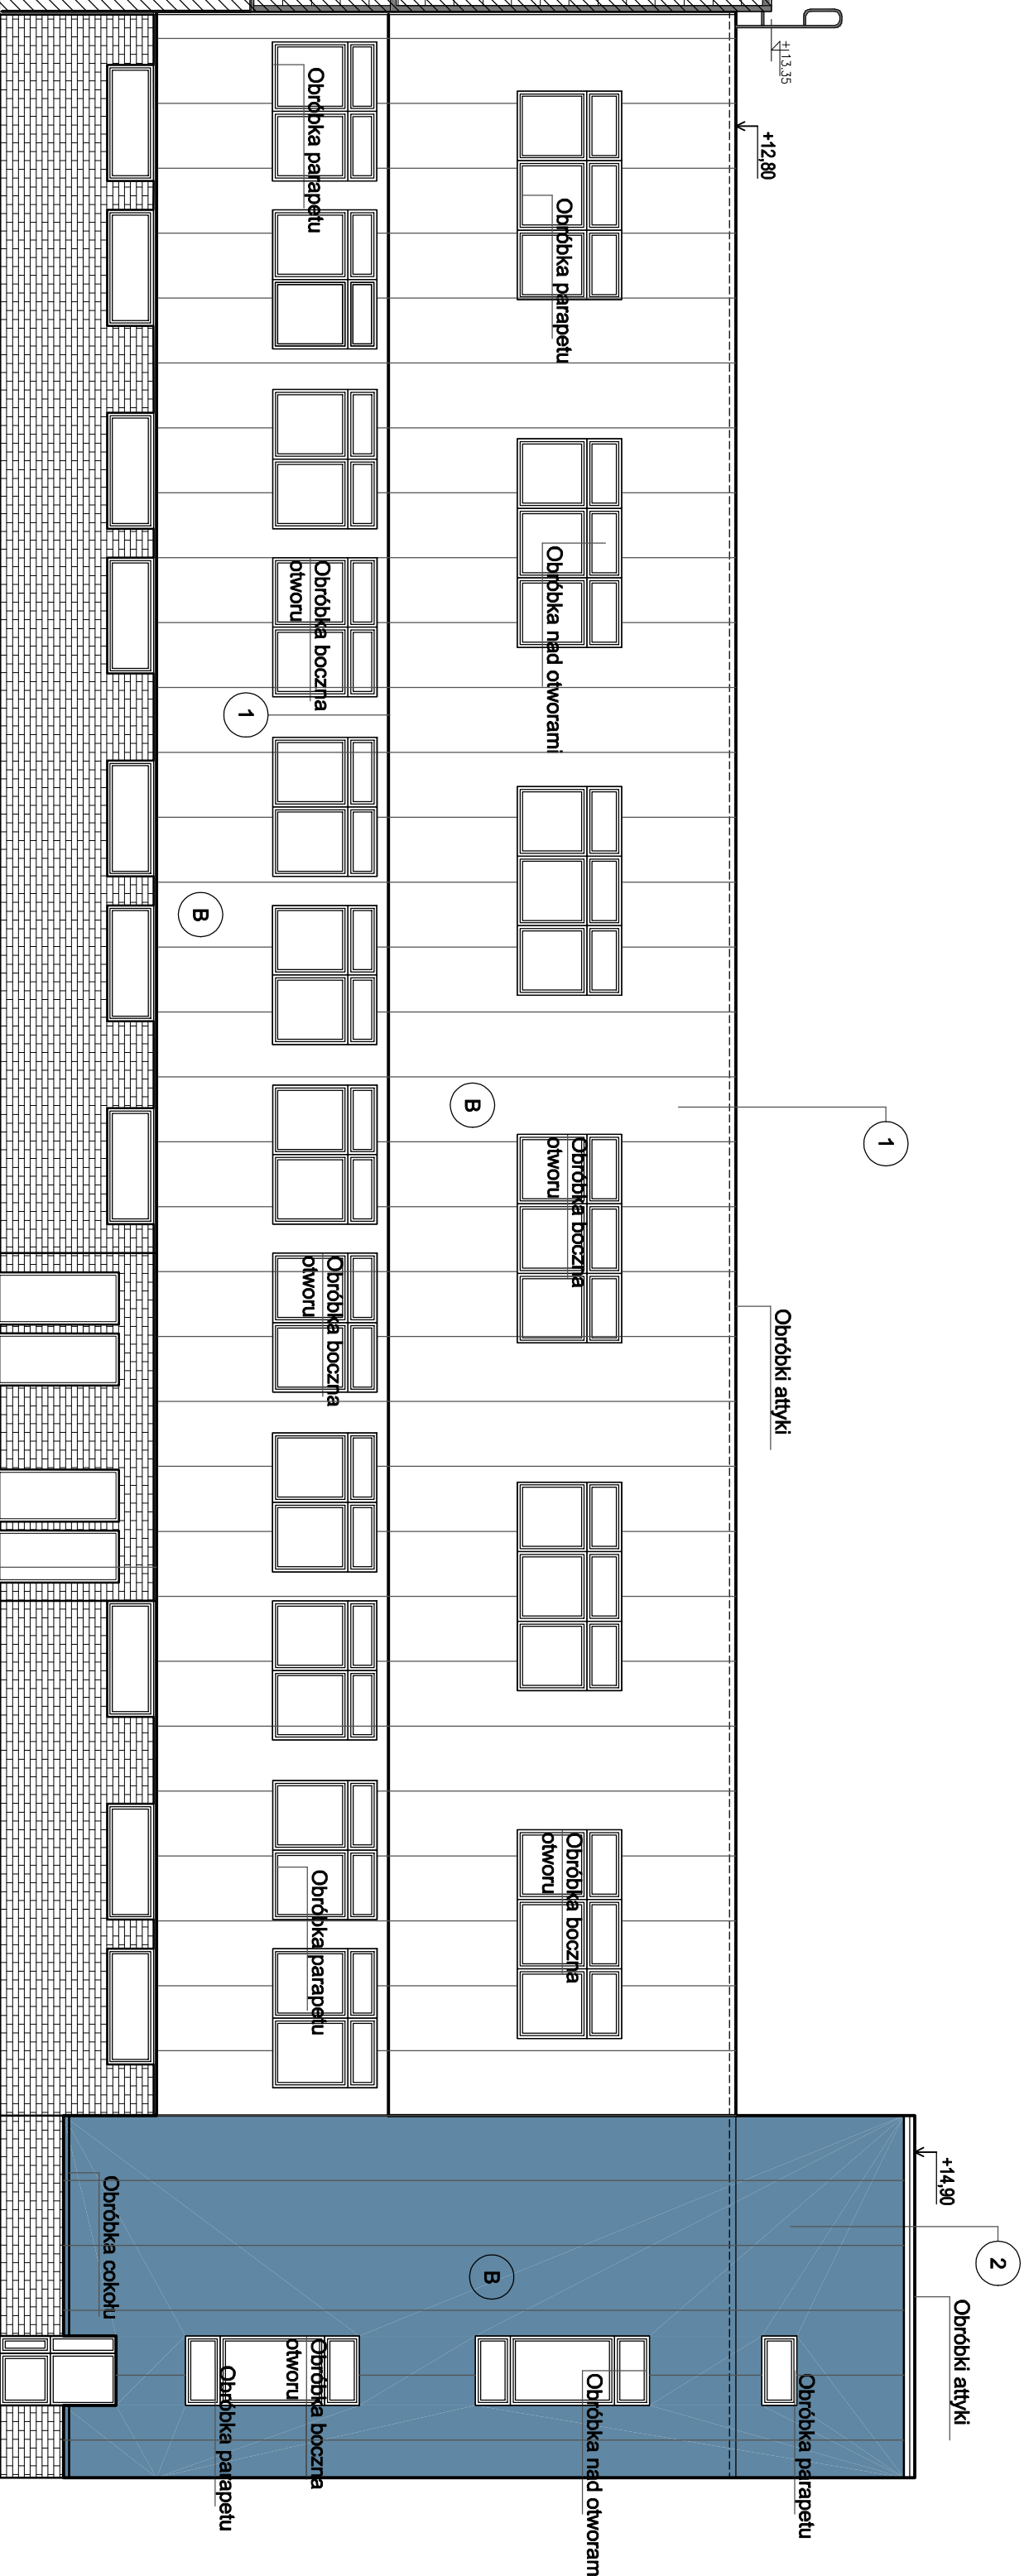 +13.35
+12,80
Obróbka parapetu
Obróbka parapetu
Obróbka nad otworami
Obróbka boczna
otworu
1
B
B
1
Obróbka boczna
otworu
Obróbka boczna
otworu
Obróbki attyki
Obróbka boczna
otworu
Obróbka parapetu
+14,90
2
B
Obróbki attyki
Obróbka cokołu
Obróbka parapetu
Obróbka boczna
otworu
Obróbka nad otworam
Obróbka parapetu